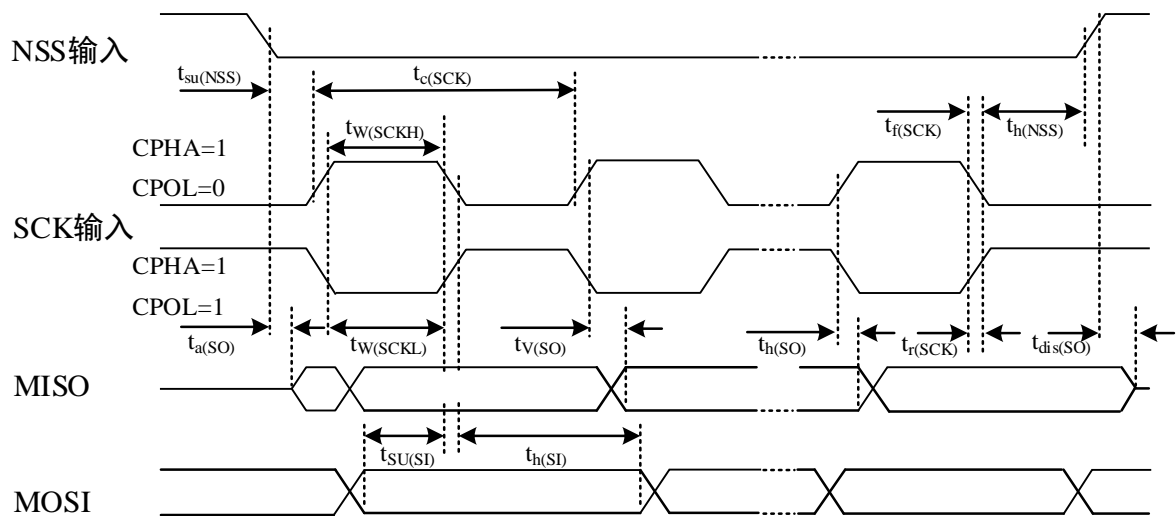 NSS输入
tsu(NSS)
tc(SCK)
tW(SCKH)
tf(SCK)
th(NSS)
CPHA=1
CPOL=0
SCK输入
CPHA=1
CPOL=1
ta(SO)
tW(SCKL)
tV(SO)
th(SO)
tr(SCK)
tdis(SO)
MISO
tSU(SI)
th(SI)
MOSI